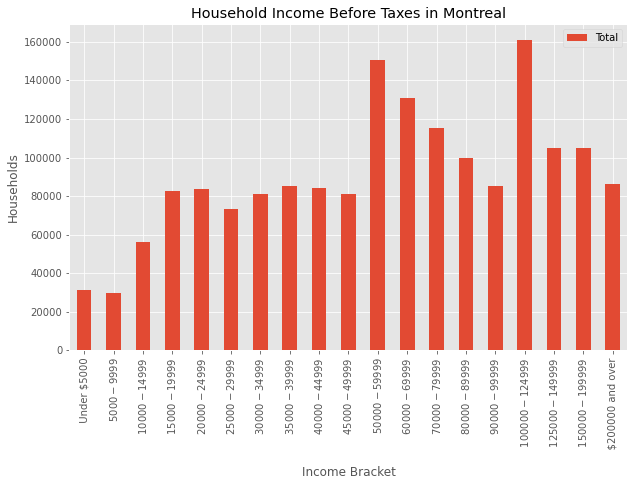 Household Income Before Taxes in Montreal
Total
160000
140000
120000
100000
80000
60000
40000
20000
0
Households
Under $5000
5000 − 9999
10000 − 14999
15000 − 19999
20000 − 24999
25000 − 29999
30000 − 34999
35000 − 39999
40000 − 44999
45000 − 49999
50000 − 59999
60000 − 69999
70000 − 79999
80000 − 89999
90000 − 99999
1000000 − 124999
125000 − 149999
150000 − 199999
$200000 and over
Income Bracket